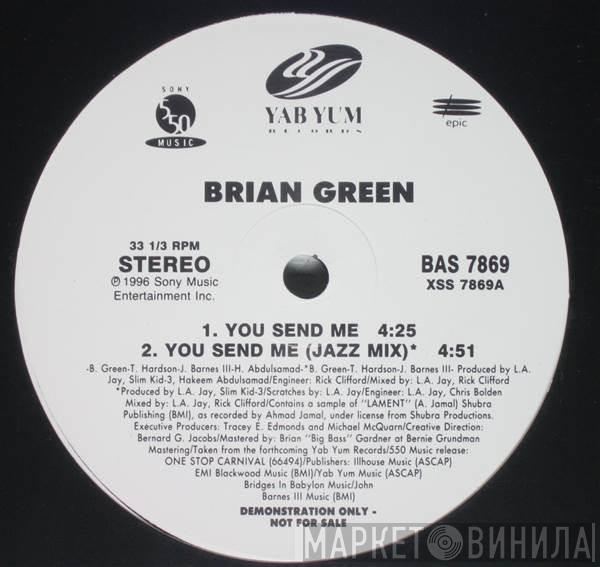 SONY
550
MUSIC
YAB YUM
RECORDS
epic
BRIAN GREEN
33 1/3 RPM
STEREO
℗ 1996 Sony Music
Entertainment Inc.
BAS 7869
XSS 7869A
1. YOU SEND ME 4:25
2. YOU SEND ME (JAZZ MIX)* 4:51
-B. Green-T. Hardson-J. Barnes III-H. Abdulsamad-*B. Green-T. Hardson-J. Barnes III- Produced by L.A.
Jay, Slim Kid-3, Hakeem Abdulsamad/Engineer: Rick Clifford/Mixed by: L.A. Jay, Rick Clifford
*Produced by L.A. Jay, Slim Kid-3/Scratches by: L.A. Jay/Engineer: L.A. Jay, Chris Bolden
Mixed by: L.A. Jay, Rick Clifford/Contains a sample of "LAMENT" (A. Jamal) Shubra
Publishing (BMI), as recorded by Ahmad Jamal, under license from Shubra Productions.
Executive Producers: Tracey E. Edmonds and Michael McQuarn/Creative Direction:
Bernard G. Jacobs/Mastered by: Brian "Big Bass" Gardner at Bernie Grundman
Mastering/Taken from the forthcoming Yab Yum Records/550 Music release:
ONE STOP CARNIVAL (66494)/Publishers: Illhouse Music (ASCAP)
EMI Blackwood Music (BMI)/Yab Yum Music (ASCAP)
Bridges In Babylon Music/John
Barnes III Music (BMI)
DEMONSTRATION ONLY -
NOT FOR SALE
МАРКЕТ ВИНИЛА